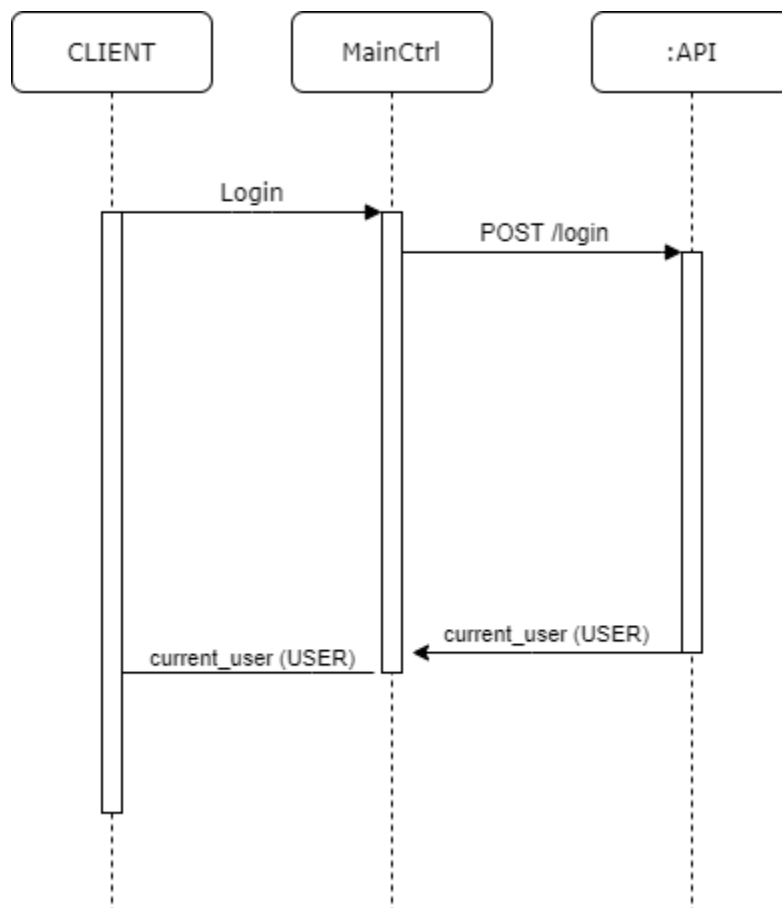 CLIENT
MainCtrl
:API
Login
POST /login
current_user (USER)
current_user (USER)